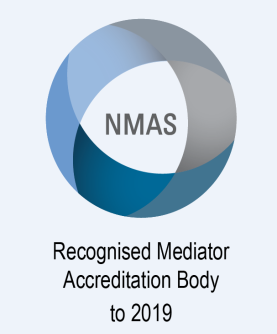 NMAS
Recognised Mediator
Accreditation Body
to 2019